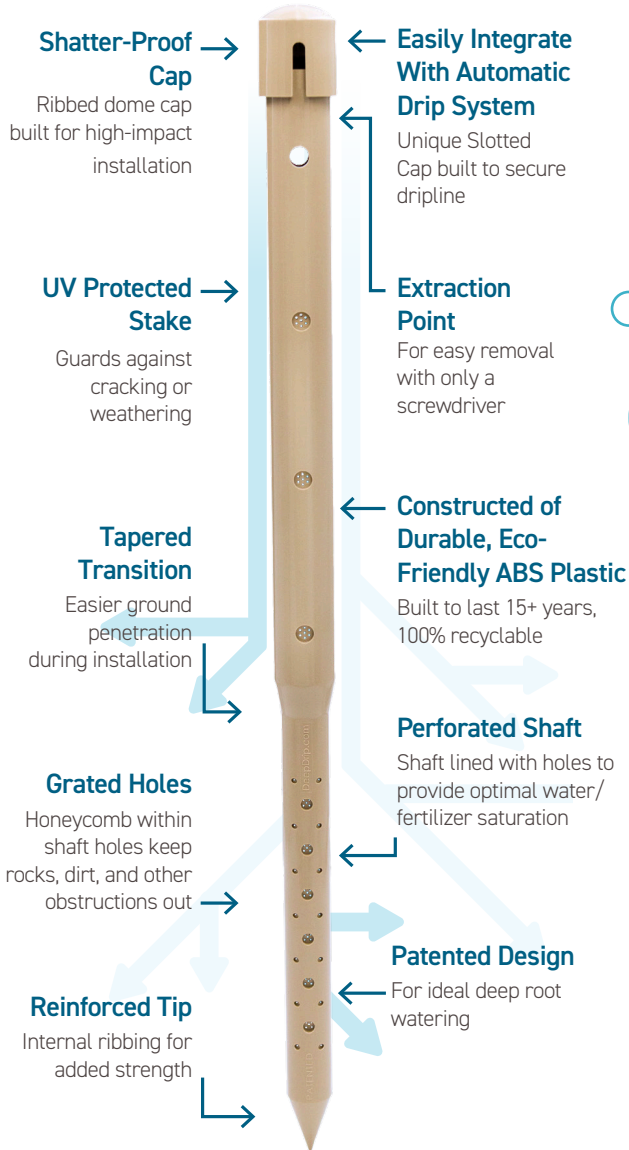 Shatter-Proof
Cap
Ribbed dome cap
built for high-impact
installation
Easily Integrate
With Automatic
Drip System
Unique Slotted
Cap built to secure
dripline
UV Protected
Stake
Guards against
cracking or
weathering
Extraction
Point
For easy removal
with only a
screwdriver
Constructed of
Durable, Eco-
Friendly ABS Plastic
Built to last 15+ years,
100% recyclable
Tapered
Transition
Easier ground
penetration
during installation
Perforated Shaft
Shaft lined with holes to
provide optimal water/
fertilizer saturation
Grated Holes
Honeycomb within
shaft holes keep
rocks, dirt, and other
obstructions out
Patented Design
For ideal deep root
watering
Reinforced Tip
Internal ribbing for
added strength